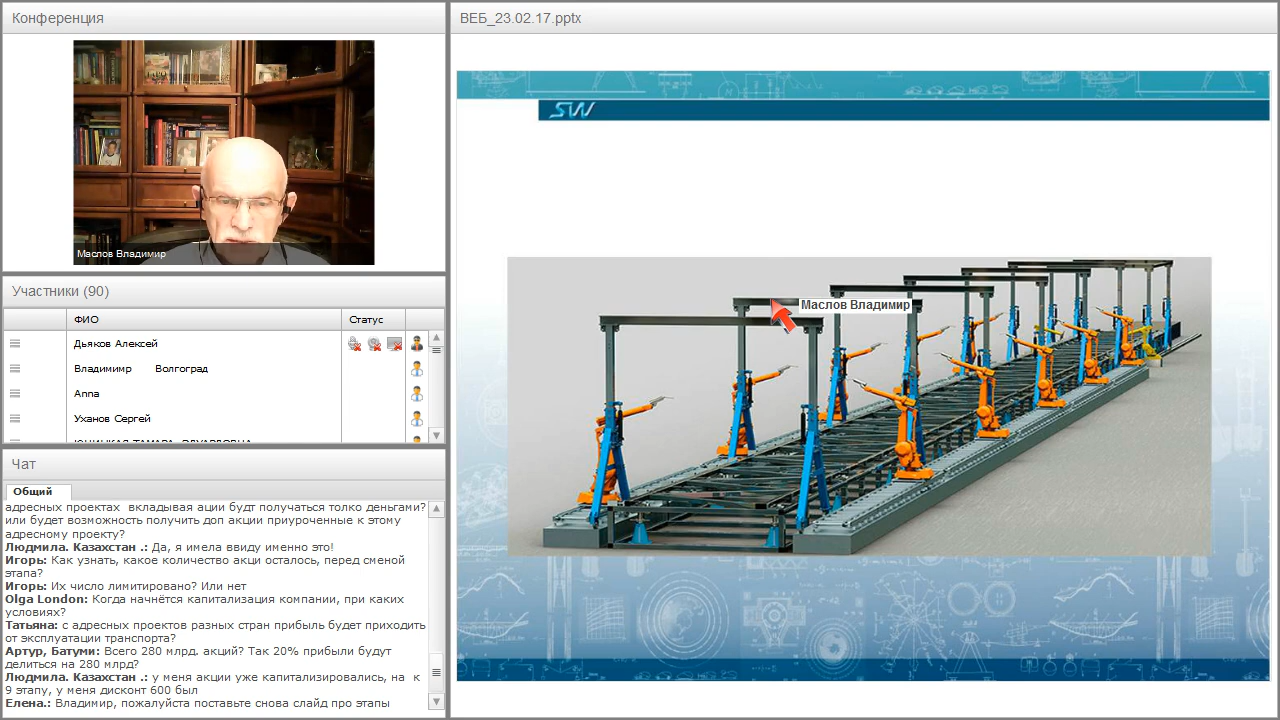 Конференция
Маслов Владимир
Участники (90)
ФИО
Статус
Дьяков Алексей
Владимимр Волгоград
Anna
Уханов Сергей
Чат
Общий
адресных проектах вкладывая ации будт получаться толко деньгами?
или будет возможность получить доп акции приуроченные к этому
адресному проекту?
Людмила. Казахстан .: Да, я имела ввиду именно это!
Игорь: Как узнать, какое количество акци осталось, перед сменой
этапа?
Игорь: Их число лимитировано? Или нет
Olga London: Когда начнётся капитализация компании, при каких
условиях?
Татьяна: с адресных проектов разных стран прибыль будет приходить
от эксплуатации транспорта?
Артур, Батуми: Всего 280 млрд. акций? Так 20% прибыли будут
делиться на 280 млрд?
Людмила. Казахстан .: у меня акции уже капитализировались, на к
9 этапу, у меня дисконт 600 был
Елена.: Владимир, пожалуйста поставьте снова слайд про этапы
ВЕБ_23.02.17.pptx
SW
Маслов Владимир